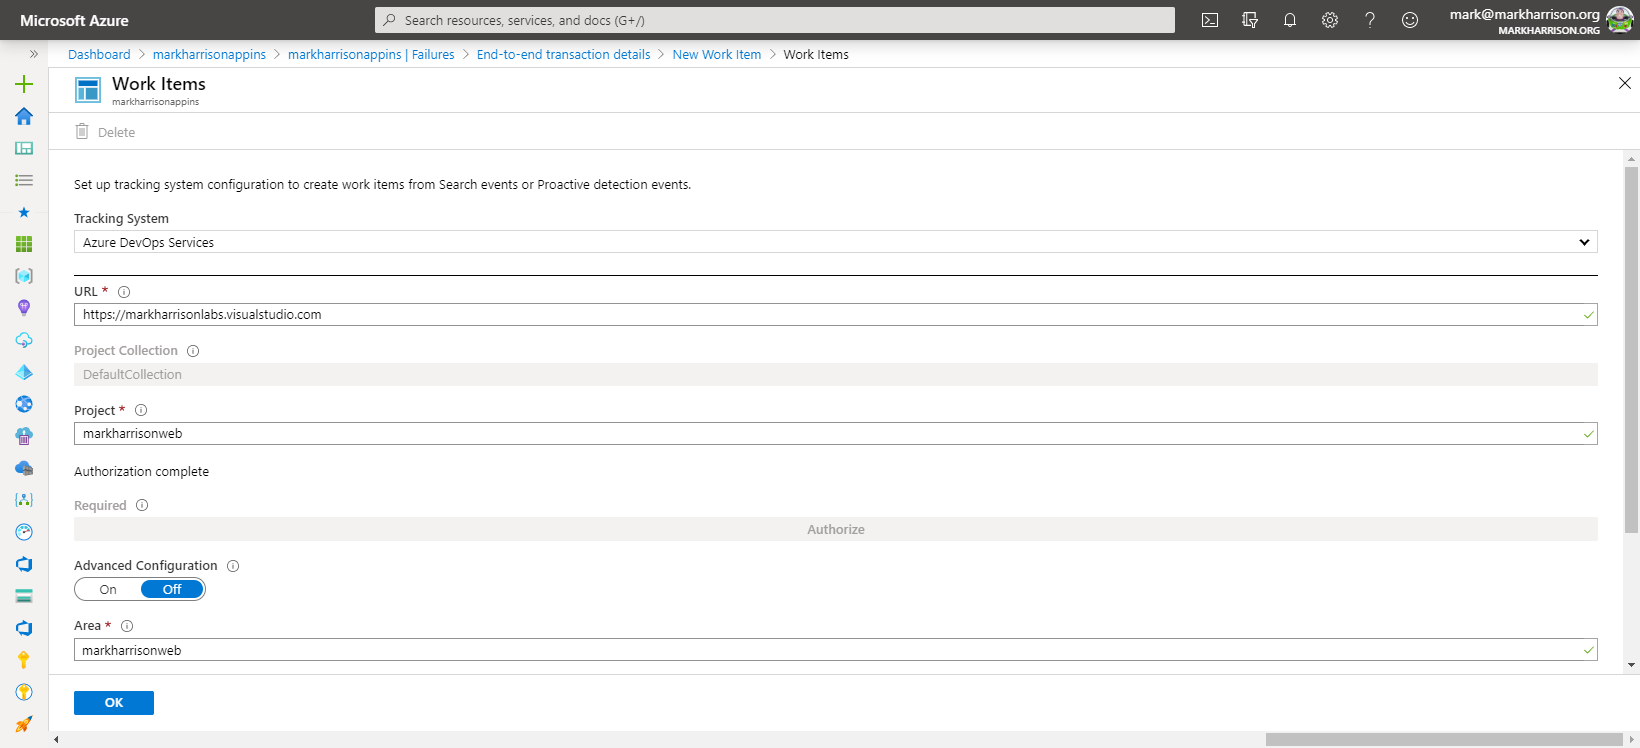 Microsoft Azure
Search resources, services, and docs (G+/)
mark@markharrison.org
MARKHARRISON.ORG
Dashboard > markharrisonappins > markharrisonappins | Failures > End-to-end transaction details > New Work Item > Work Items
Work Items
markharrisonappins
Delete
Set up tracking system configuration to create work items from Search events or Proactive detection events.
Tracking System
Azure DevOps Services
URL *
https://markharrisonlabs.visualstudio.com
Project Collection
DefaultCollection
Project *
markharrisonweb
Authorization complete
Required
Authorize
Advanced Configuration
On Off
Area *
markharrisonweb
OK